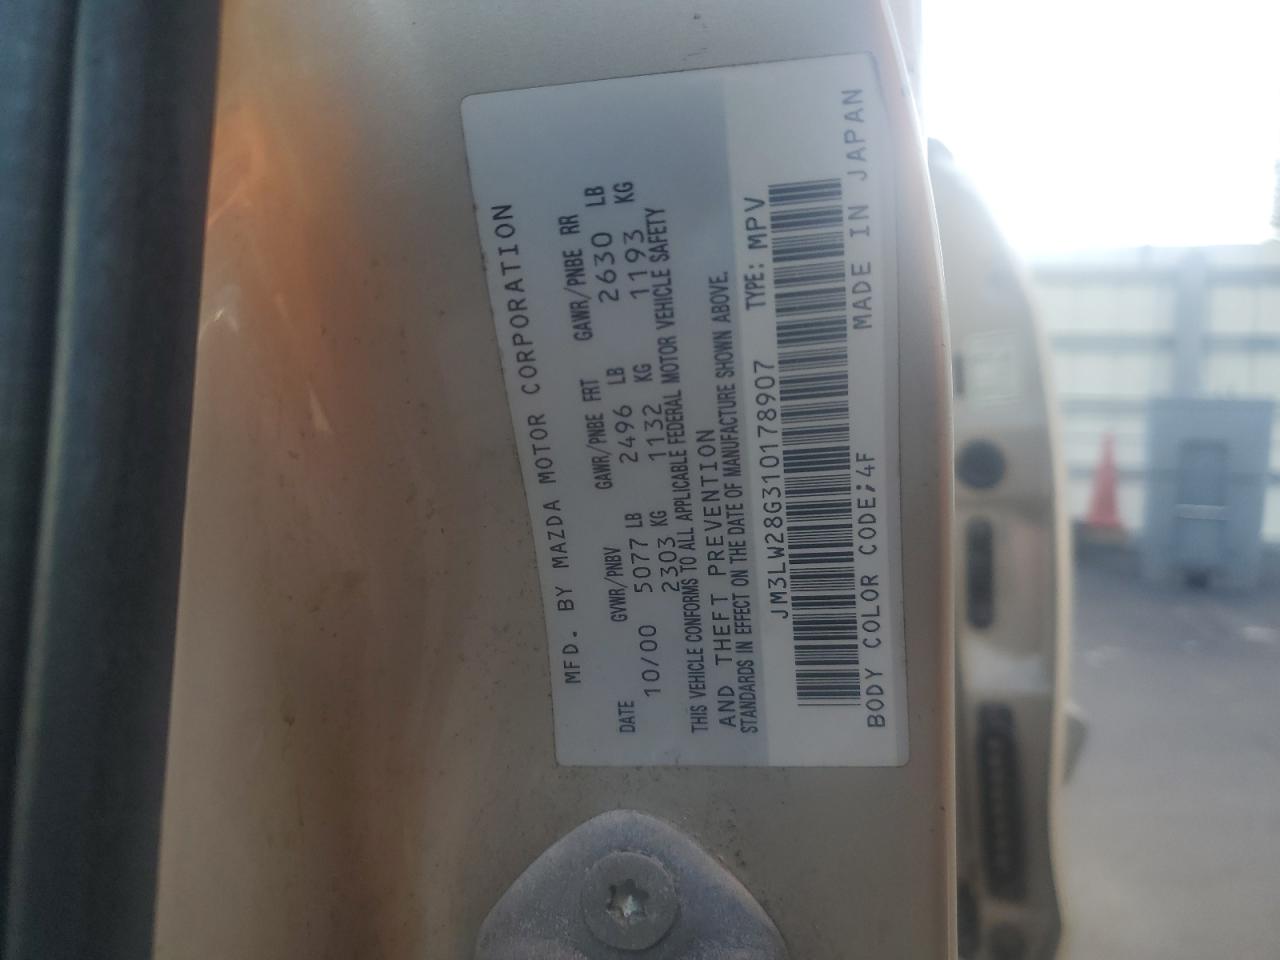 MFD. BY MAZDA MOTOR CORPORATION
DATE GVWR/PNBV GAWR/PNBE FRT GAWR/PNBE RR
10/00 5077 LB 2496 LB 2630 LB
2303 KG 1132 KG 1193 KG
THIS VEHICLE CONFORMS TO ALL APPLICABLE FEDERAL MOTOR VEHICLE SAFETY
AND THEFT PREVENTION
STANDARDS IN EFFECT ON THE DATE OF MANUFACTURE SHOWN ABOVE.
JM3LW28G310178907 TYPE: MPV
BODY COLOR CODE;4F MADE IN JAPAN